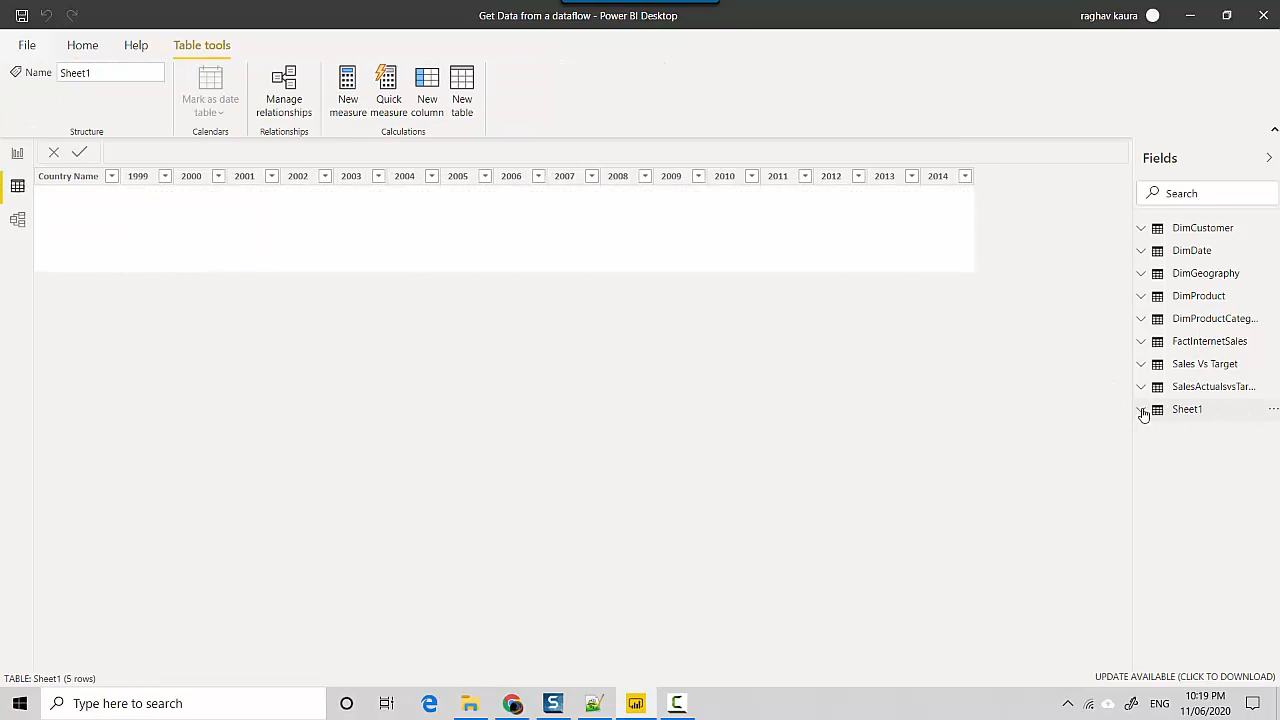 Get Data from a dataflow - Power BI Desktop
raghav kaura
File Home Help Table tools
Name Sheet1
Mark as date table
Manage relationships
New measure
Quick measure
New column
New table
Structure
Calendars
Relationships
Calculations
Country Name 1999 2000 2001 2002 2003 2004 2005 2006 2007 2008 2009 2010 2011 2012 2013 2014
Fields
Search
DimCustomer
DimDate
DimGeography
DimProduct
DimProductCateg...
FactInternetSales
Sales Vs Target
SalesActualsvsTar...
Sheet1
TABLE: Sheet1 (5 rows)
UPDATE AVAILABLE (CLICK TO DOWNLOAD)
Type here to search
ENG
10:19 PM
11/06/2020